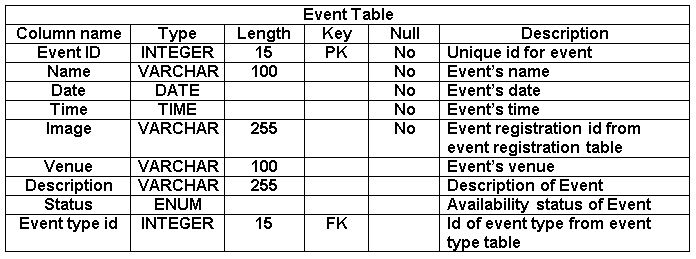 Event Table
Column name Type Length Key Null Description
Event ID INTEGER 15 PK No Unique id for event
Name VARCHAR 100 No Event's name
Date DATE No Event's date
Time TIME No Event's time
Image VARCHAR 255 No Event registration id from
event registration table
Venue VARCHAR 100 Event's venue
Description VARCHAR 255 Description of Event
Status ENUM Availability status of Event
Event type id INTEGER 15 FK Id of event type from event
type table